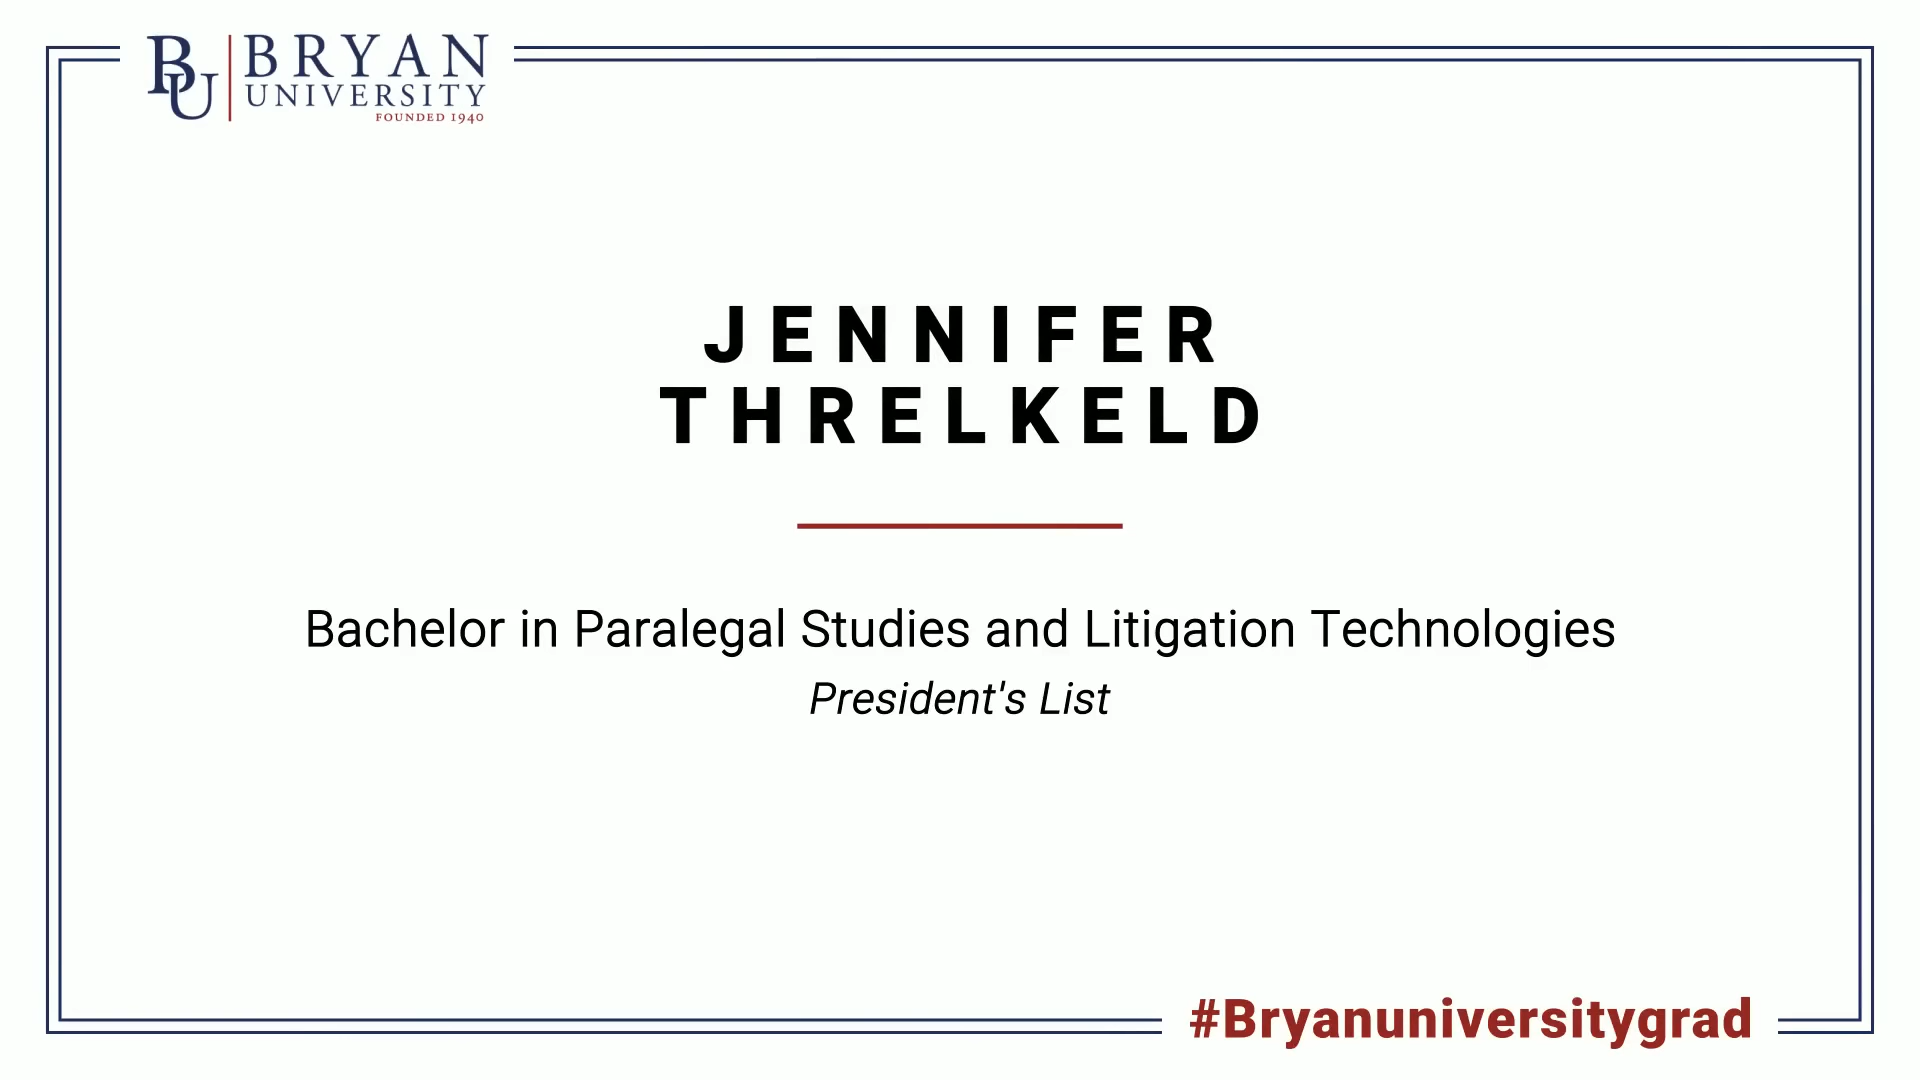 BU
BRYAN
UNIVERSITY
FOUNDED 1940
JENNIFER
THRELKELD
Bachelor in Paralegal Studies and Litigation Technologies
President's List
#Bryanuniversitygrad